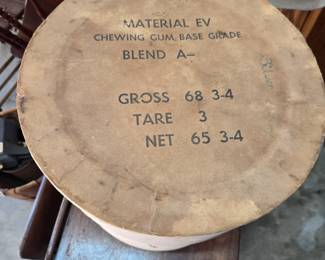 MATERIAL EV
CHEWING GUM, BASE GRADE
BLEND A-
GROSS 68 3-4
TARE 3
NET 65 3-4